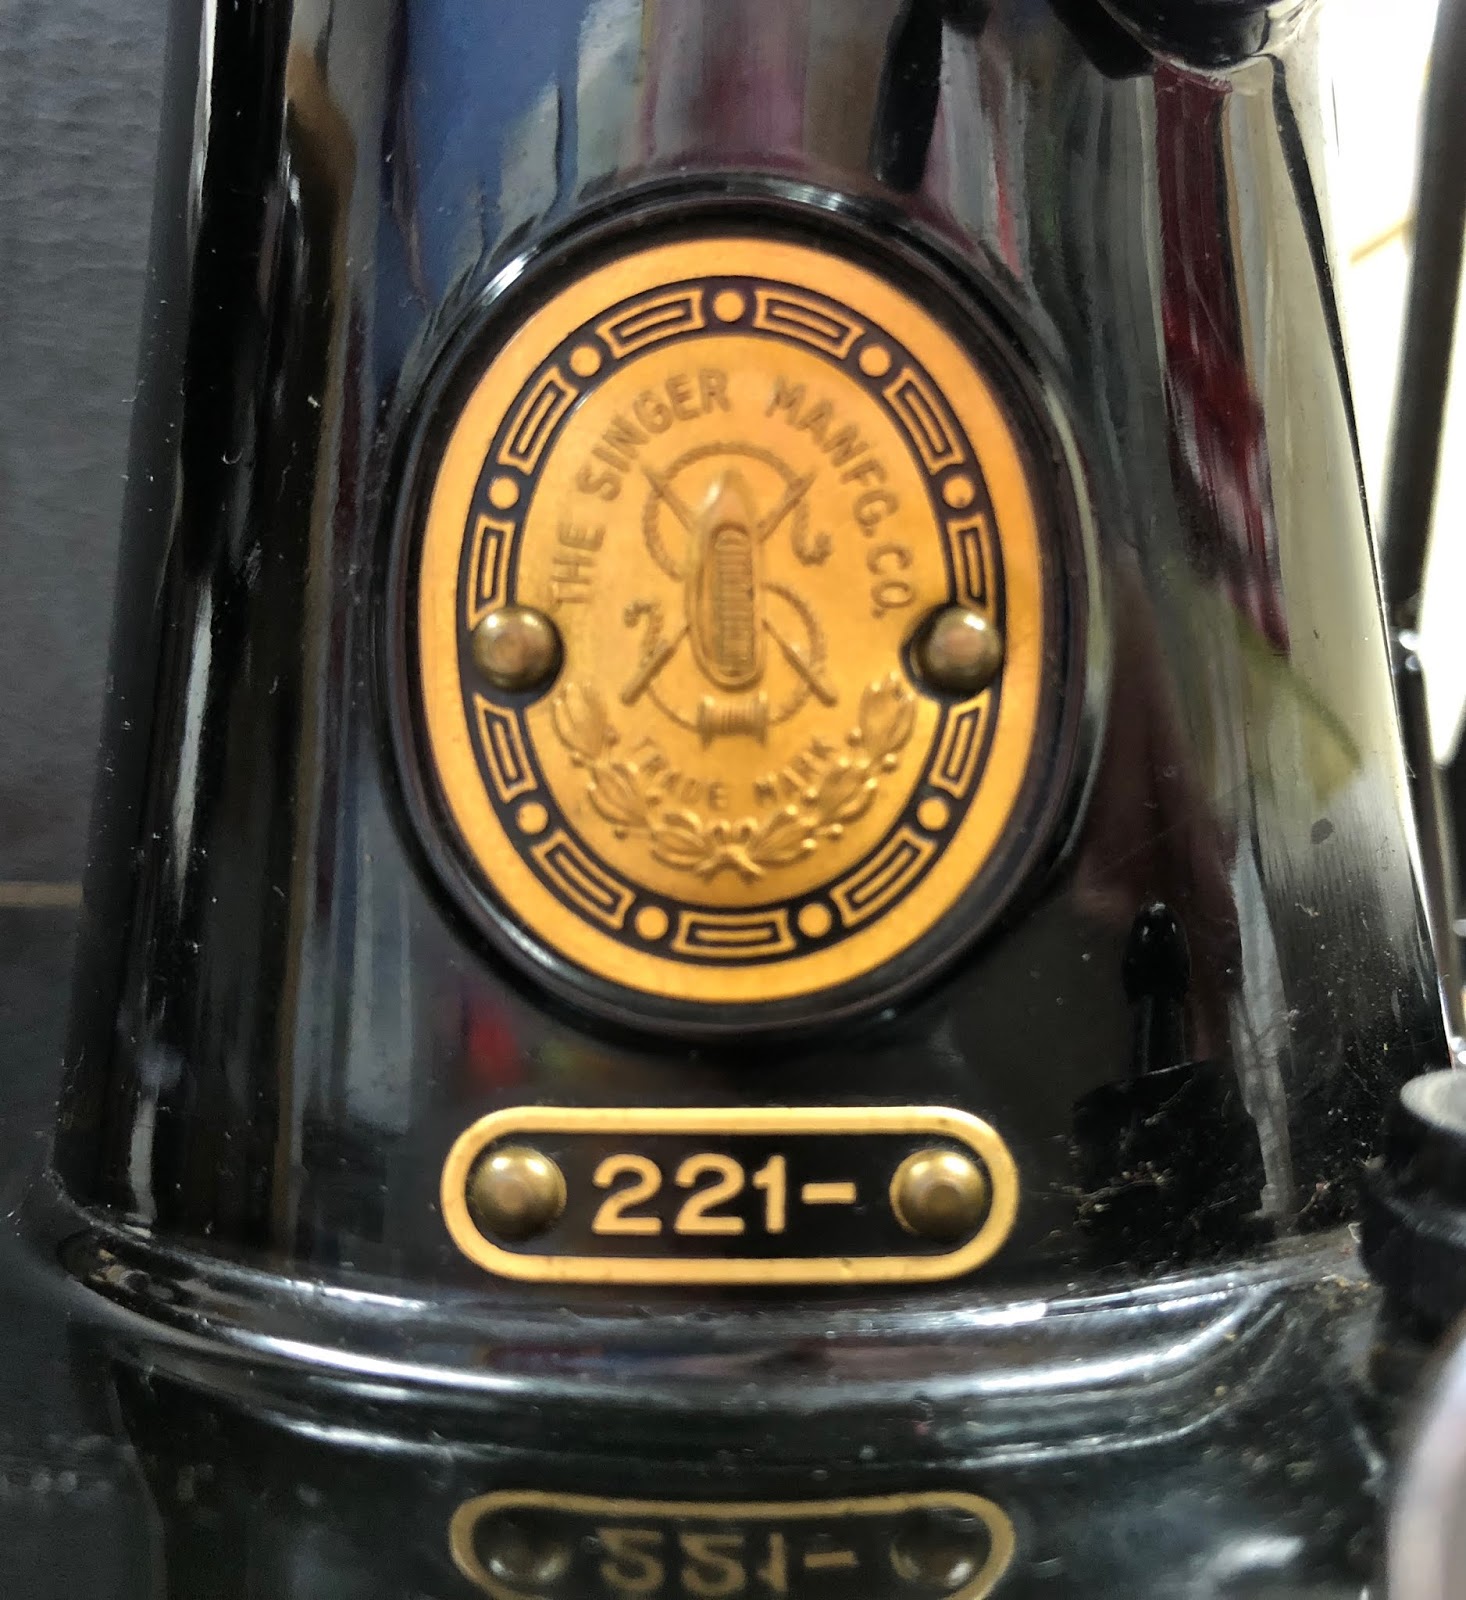 THE SINGER MANFG. CO.
TRADE MARK
221-